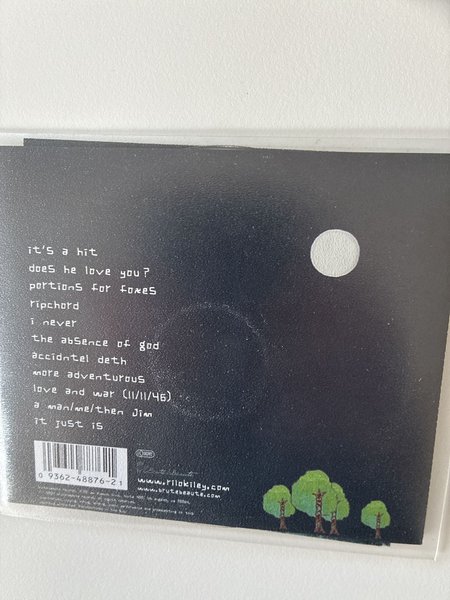 it's a hit
does he love you?
portions for foxes
ripchord
i never
the absence of god
accidntel deth
more adventurous
love and war (11/11/46)
a man/me/then Jim
it just is
0 9362-48876-2
www.rilokiley.com
www.brutebeaute.com